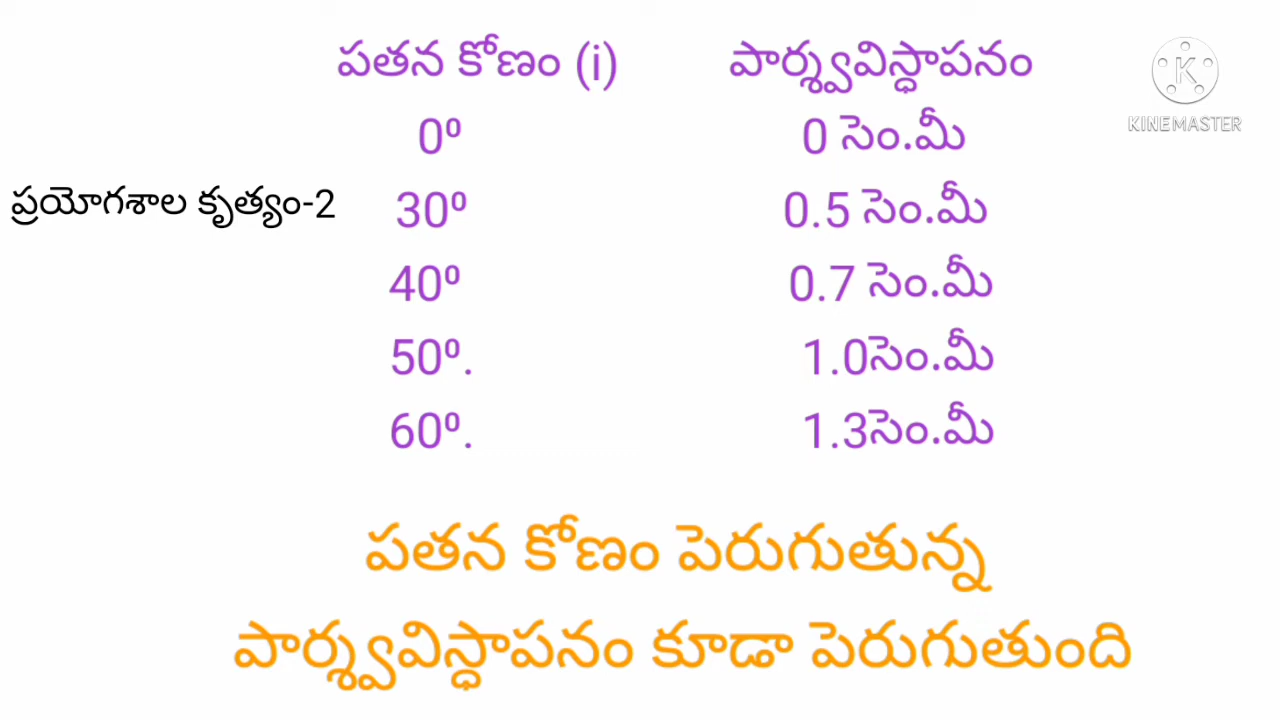 పతన కోణం (i) పార్శ్వవిస్ధాపనం
0⁰ 0 సెం.మీ
KINEMASTER
ప్రయోగశాల కృత్యం-2 30⁰ 0.5 సెం.మీ
40⁰ 0.7 సెం.మీ
50⁰. 1.0సెం.మీ
60⁰. 1.3సెం.మీ
పతన కోణం పెరుగుతున్న
పార్శ్వవిస్ధాపనం కూడా పెరుగుతుంది